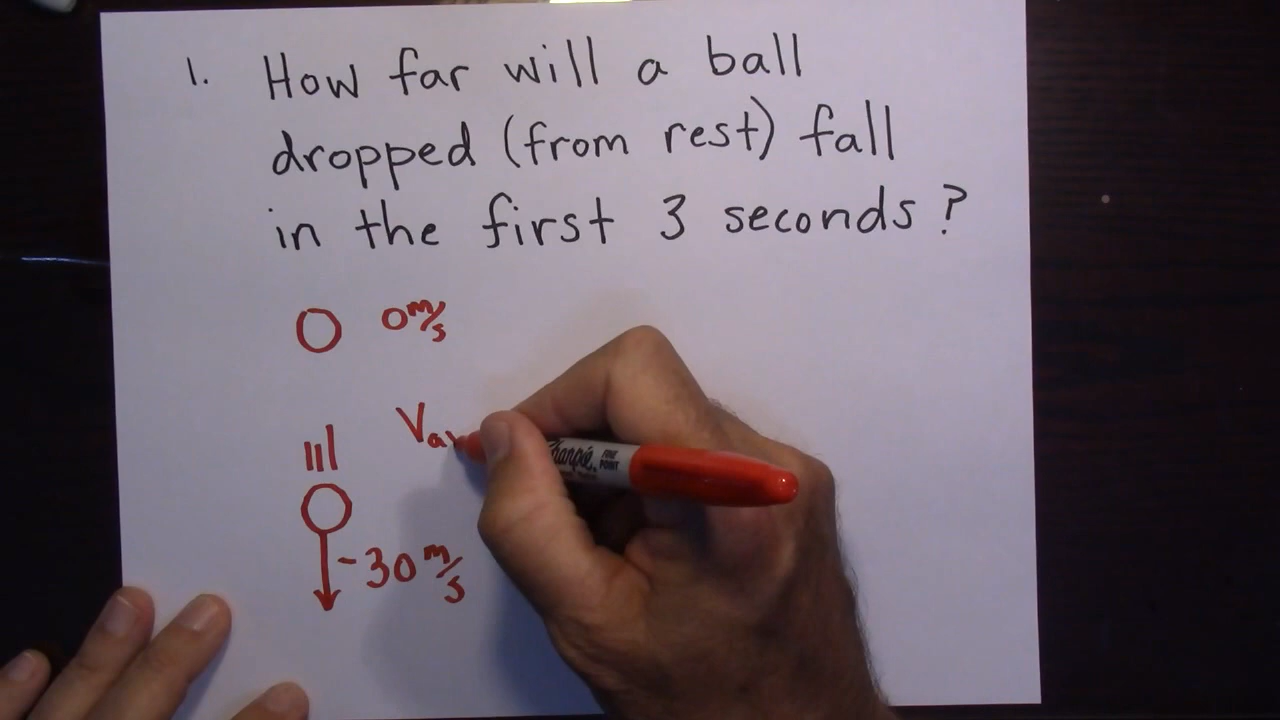 1. How far will a ball
dropped (from rest) fall
in the first 3 seconds?
0 m/s
Vav
-30 m/s
Sharpie.
FINE
POINT